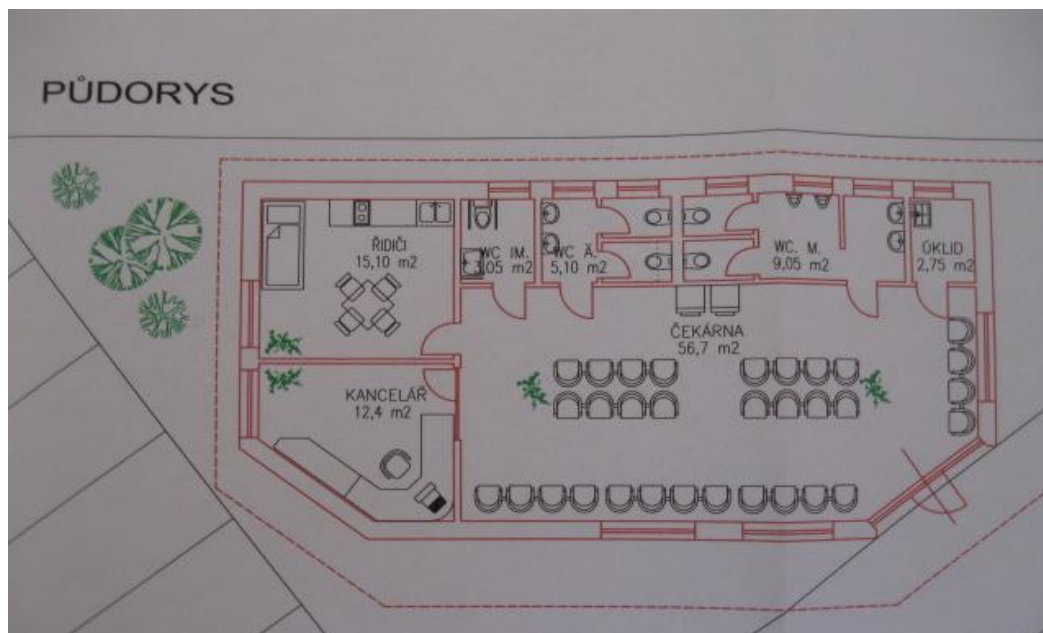 PŮDORYS
ŘIDIČI
15,10 m2
WC IM.
3,05 m2
WC Ä.
5,10 m2
WC. M.
9,05 m2
ÚKLID
2,75 m2
ČEKÁRNA
56,7 m2
KANCELÁŘ
12,4 m2